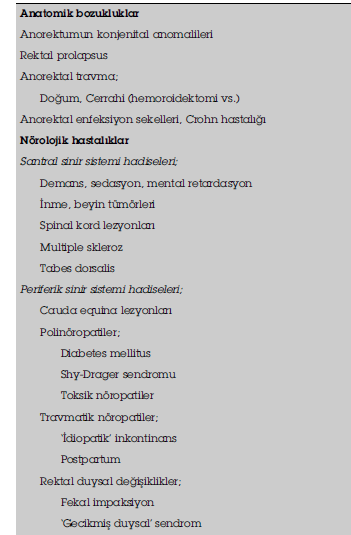 Anatomik bozukluklar
Anorektumun konjenital anomalileri
Rektal prolapsus
Anorektal travma;
Doğum, Cerrahi (hemoroidektomi vs.)
Anorektal enfeksiyon sekelleri, Crohn hastalığı
Nörolojik hastalıklar
Santral sinir sistemi hadiseleri;
Demans, sedasyon, mental retardasyon
İnme, beyin tümörleri
Spinal kord lezyonları
Multiple skleroz
Tabes dorsalis
Periferik sinir sistemi hadiseleri;
Cauda equina lezyonları
Polinöropatiler;
Diabetes mellitus
Shy-Drager sendromu
Toksik nöropatiler
Travmatik nöropatiler;
'İdiopatik' inkontinans
Postpartum
Rektal duysal değişiklikler;
Fekal impaksiyon
'Gecikmiş duysal' sendrom